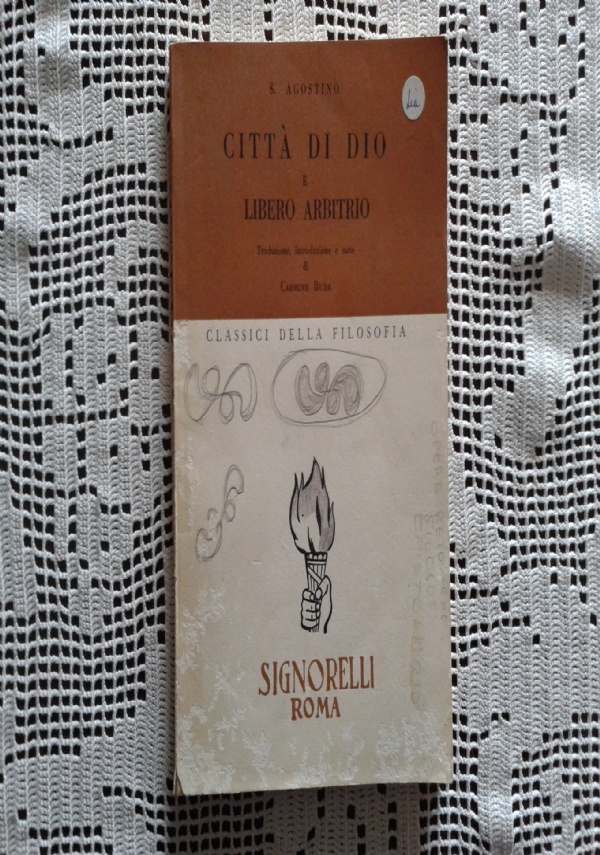 S. AGOSTINO
CITTÀ DI DIO
E
LIBERO ARBITRIO
Traduzione, introduzione e note
di
CARMINE BUDA
CLASSICI DELLA FILOSOFIA
SIGNORELLI
ROMA